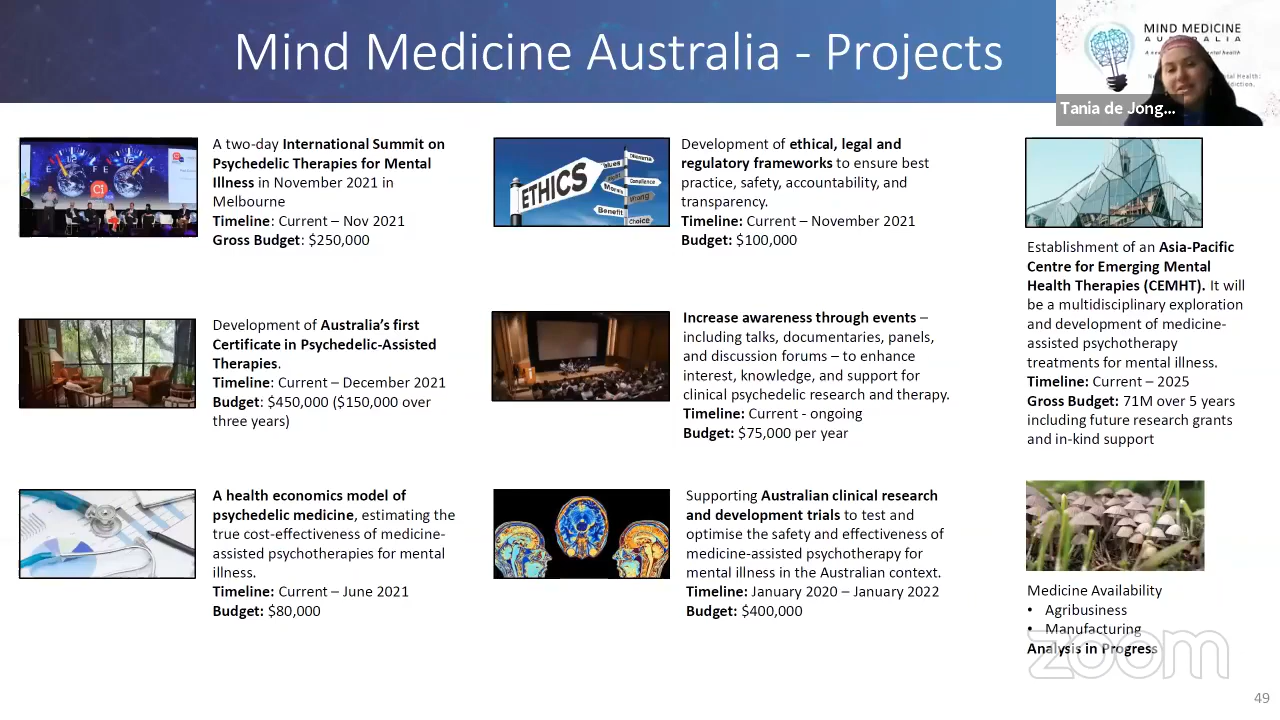 Mind Medicine Australia - Projects
MIND MEDICINE
AUSTRALIA
Tania de Jong...
A two-day International Summit on
Psychedelic Therapies for Mental
Illness in November 2021 in
Melbourne
Timeline: Current – Nov 2021
Gross Budget: $250,000
Development of Australia’s first
Certificate in Psychedelic-Assisted
Therapies.
Timeline: Current – December 2021
Budget: $450,000 ($150,000 over
three years)
A health economics model of
psychedelic medicine, estimating the
true cost-effectiveness of medicine-
assisted psychotherapies for mental
illness.
Timeline: Current – June 2021
Budget: $80,000
ETHICS
Dilemma
Values
Compliance
Morals
Wrong
Benefit
Choice
Development of ethical, legal and
regulatory frameworks to ensure best
practice, safety, accountability, and
transparency.
Timeline: Current – November 2021
Budget: $100,000
Increase awareness through events –
including talks, documentaries, panels,
and discussion forums – to enhance
interest, knowledge, and support for
clinical psychedelic research and therapy.
Timeline: Current - ongoing
Budget: $75,000 per year
Supporting Australian clinical research
and development trials to test and
optimise the safety and effectiveness of
medicine-assisted psychotherapy for
mental illness in the Australian context.
Timeline: January 2020 – January 2022
Budget: $400,000
Establishment of an Asia-Pacific
Centre for Emerging Mental
Health Therapies (CEMHT). It will
be a multidisciplinary exploration
and development of medicine-
assisted psychotherapy
treatments for mental illness.
Timeline: Current – 2025
Gross Budget: 71M over 5 years
including future research grants
and in-kind support
Medicine Availability
• Agribusiness
• Manufacturing
Analysis in Progress
zoom
49